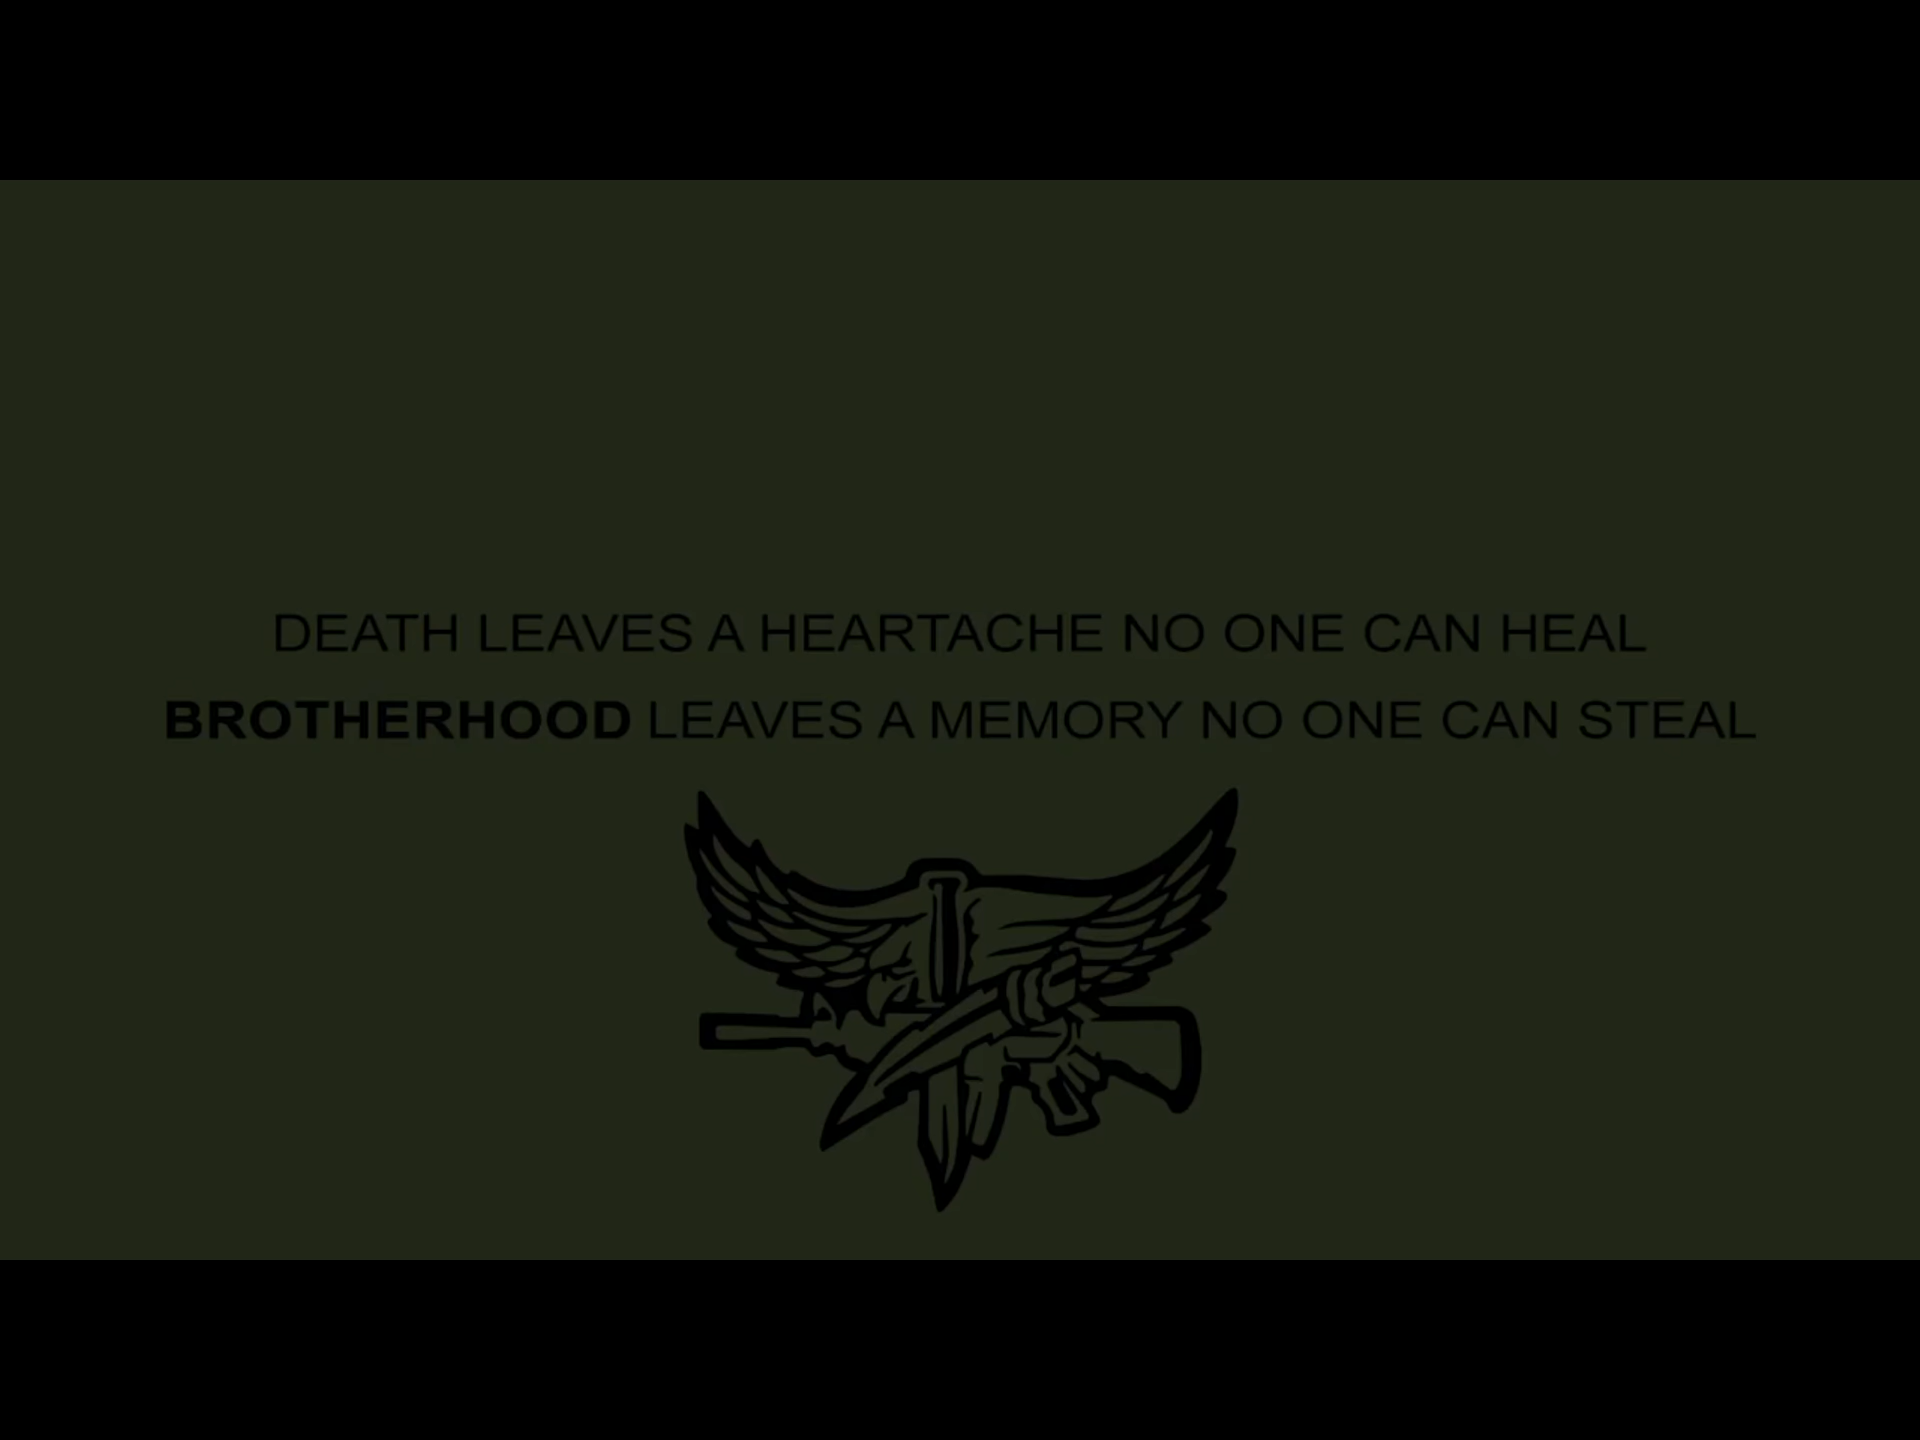 DEATH LEAVES A HEARTACHE NO ONE CAN HEAL
BROTHERHOOD LEAVES A MEMORY NO ONE CAN STEAL